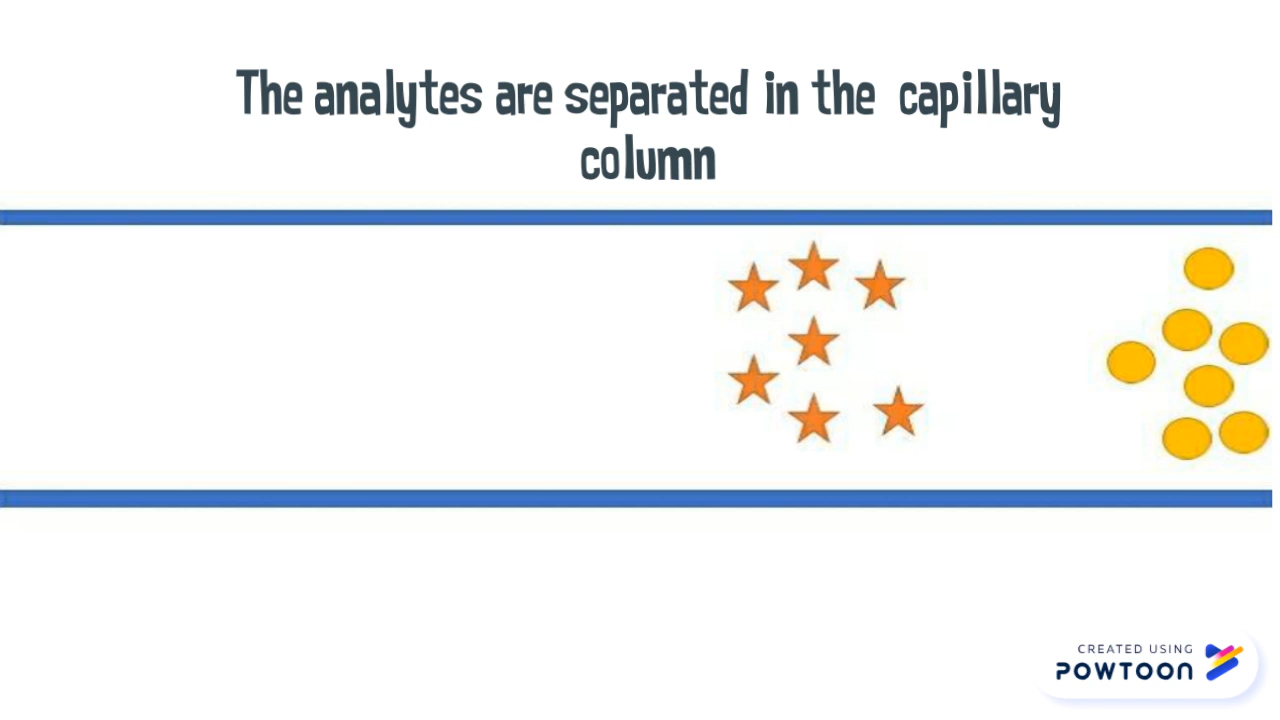 The analytes are separated in the capillary
column
CREATED USING
POWTOON